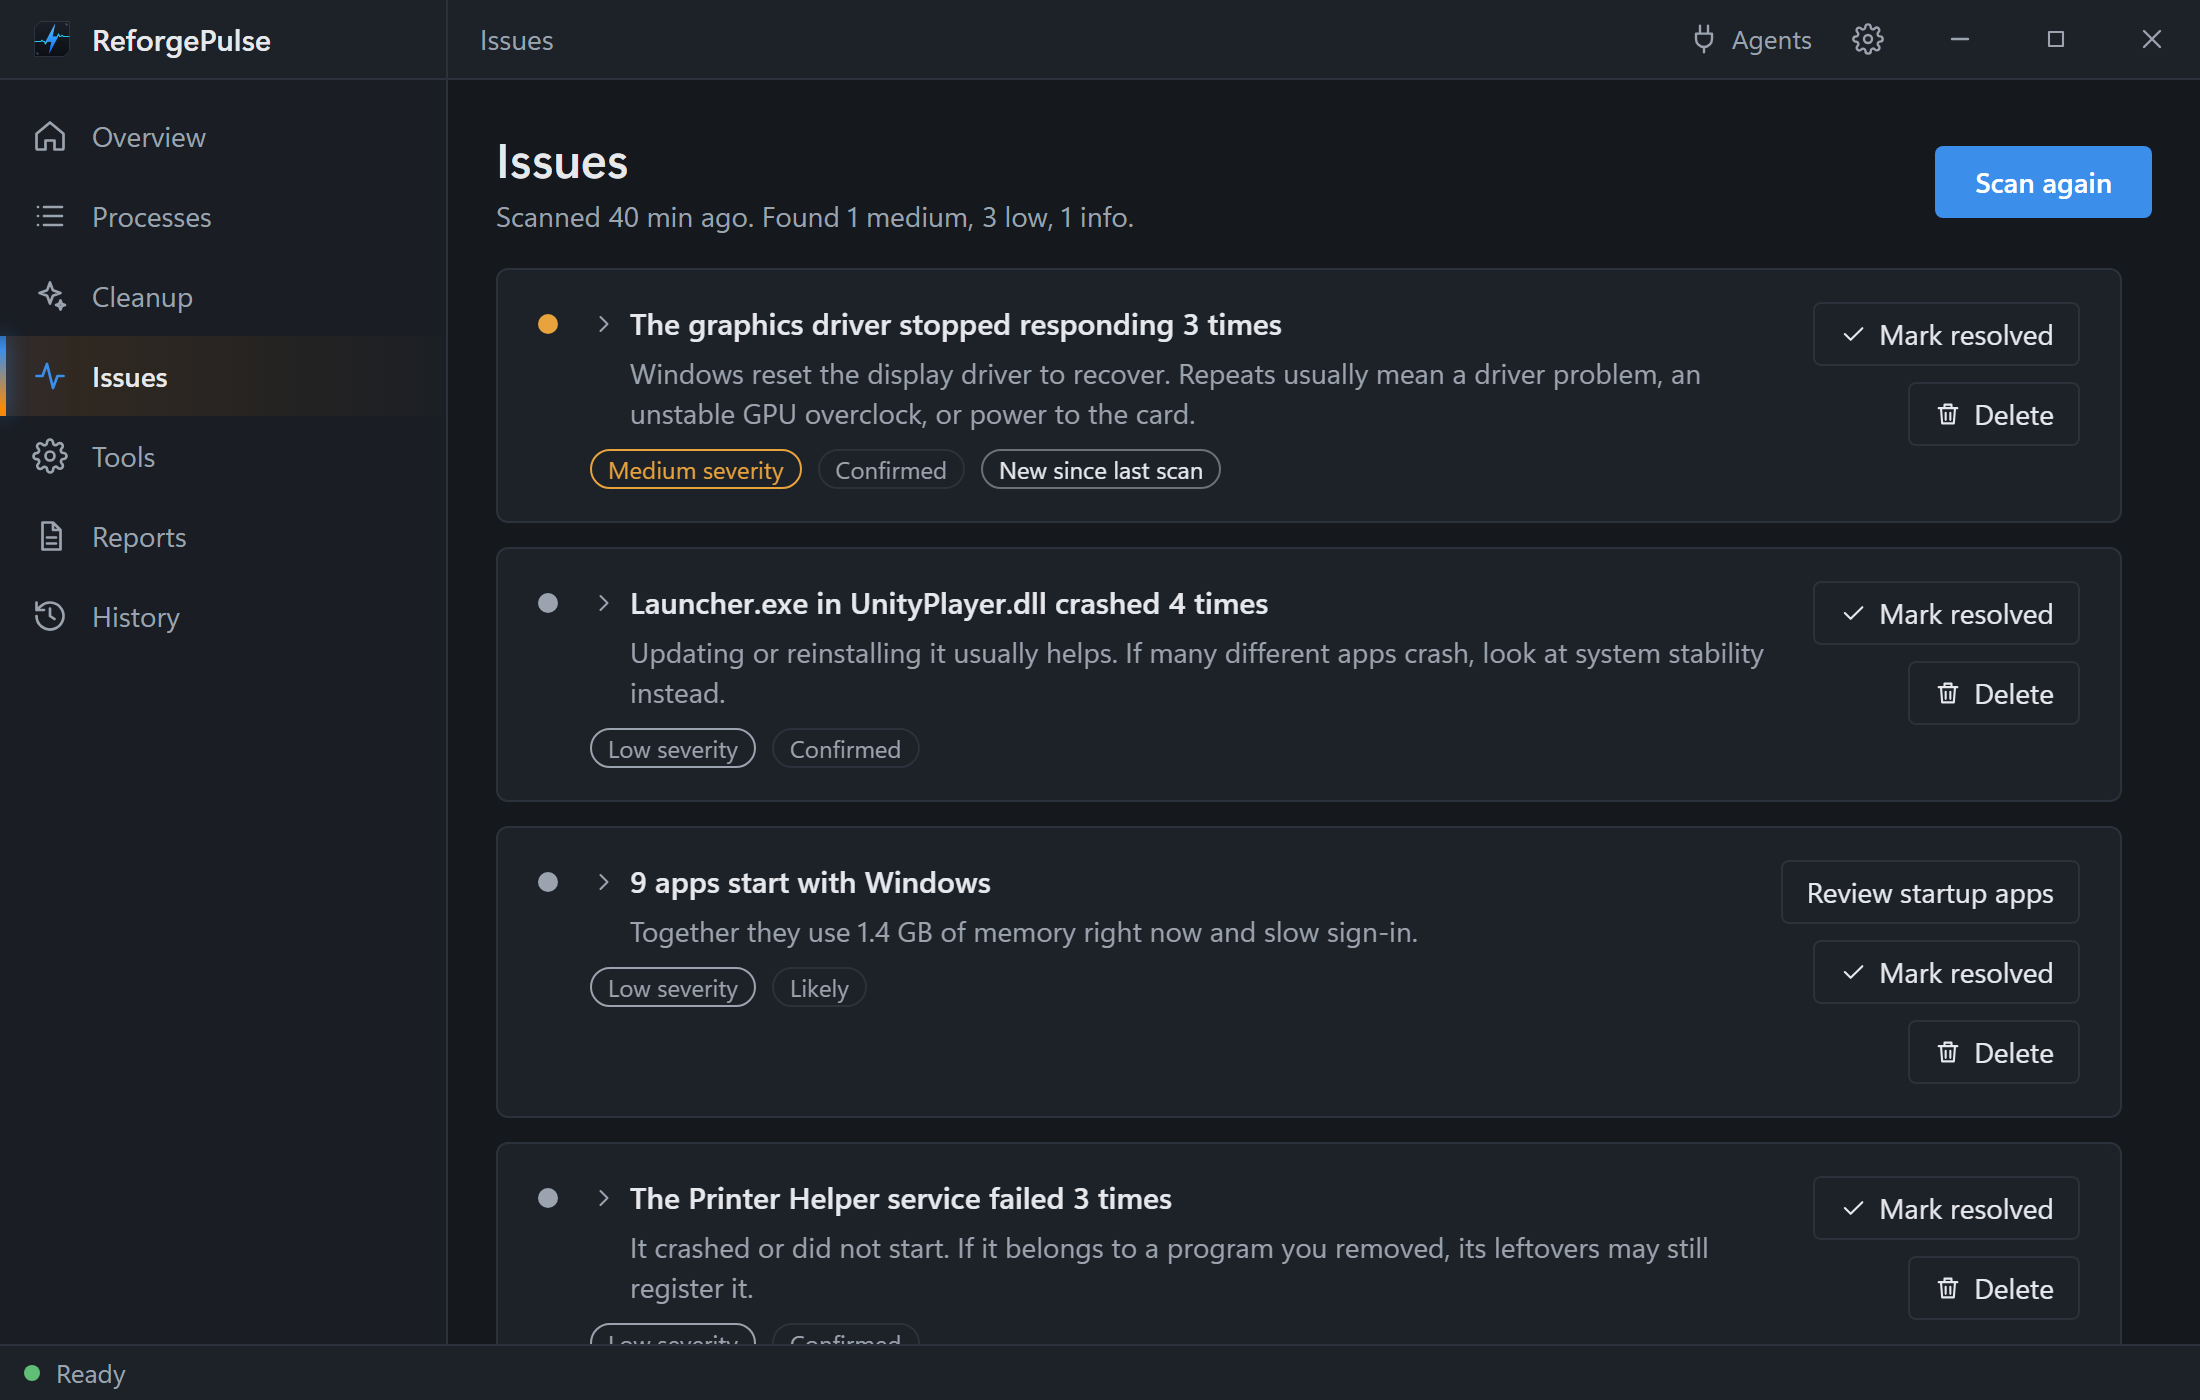 ReforgePulse
Issues
Agents
Overview
Processes
Cleanup
Issues
Tools
Reports
History
Issues
Scanned 40 min ago. Found 1 medium, 3 low, 1 info.
Scan again
The graphics driver stopped responding 3 times
Windows reset the display driver to recover. Repeats usually mean a driver problem, an
unstable GPU overclock, or power to the card.
Medium severity
Confirmed
New since last scan
Mark resolved
Delete
Launcher.exe in UnityPlayer.dll crashed 4 times
Updating or reinstalling it usually helps. If many different apps crash, look at system stability
instead.
Low severity
Confirmed
Mark resolved
Delete
9 apps start with Windows
Together they use 1.4 GB of memory right now and slow sign-in.
Low severity
Likely
Review startup apps
Mark resolved
Delete
The Printer Helper service failed 3 times
It crashed or did not start. If it belongs to a program you removed, its leftovers may still
register it.
Low severity
Confirmed
Mark resolved
Delete
Ready